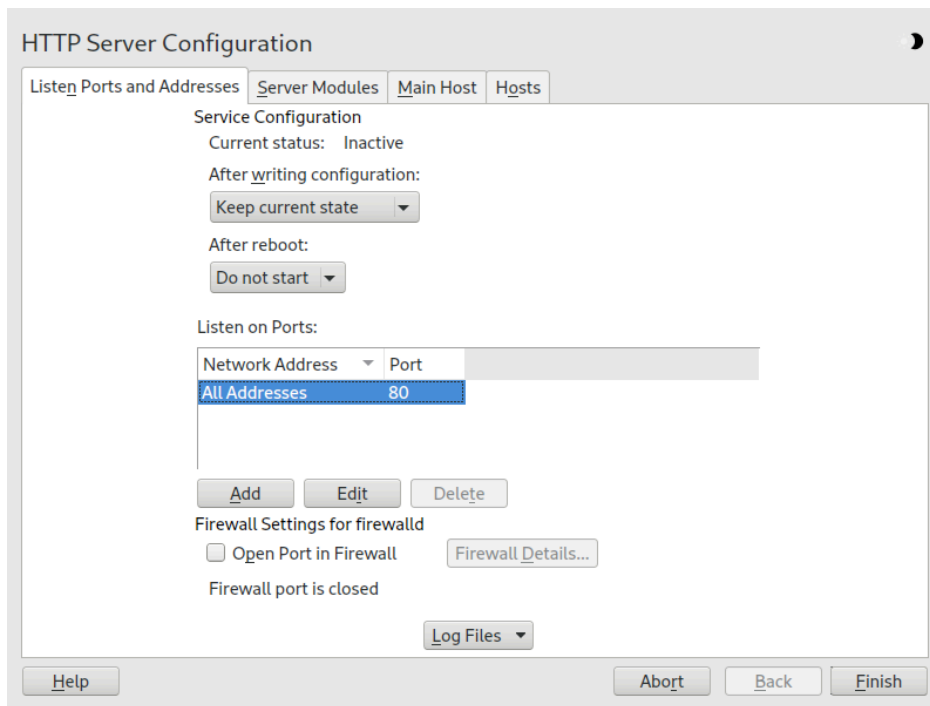 HTTP Server Configuration
Listen Ports and Addresses Server Modules Main Host Hosts
Service Configuration
Current status: Inactive
After writing configuration:
Keep current state
After reboot:
Do not start
Listen on Ports:
Network Address Port
All Addresses 80
Add Edit Delete
Firewall Settings for firewalld
Open Port in Firewall Firewall Details...
Firewall port is closed
Log Files
Help Abort Back Finish